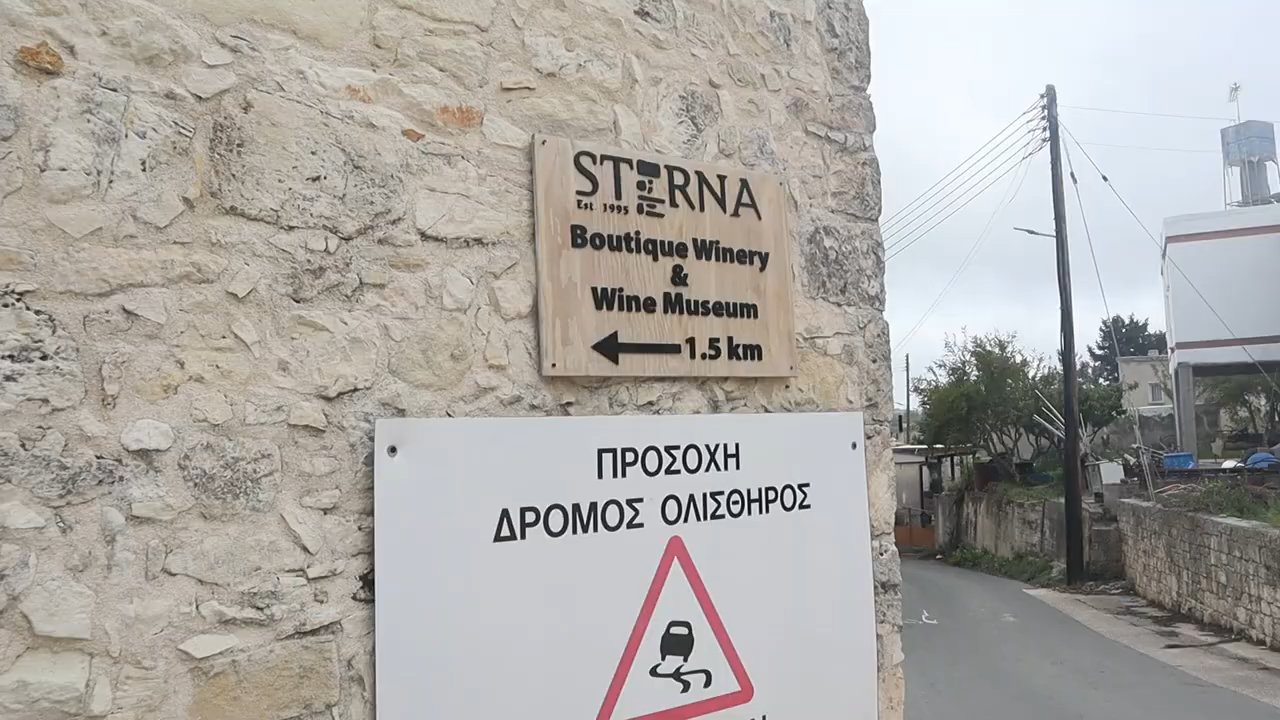 STERNA
Est. 1995
Boutique Winery
&
Wine Museum
1.5 km
ΠΡΟΣΟΧΗ
ΔΡΟΜΟΣ ΟΛΙΣΘΗΡΟΣ